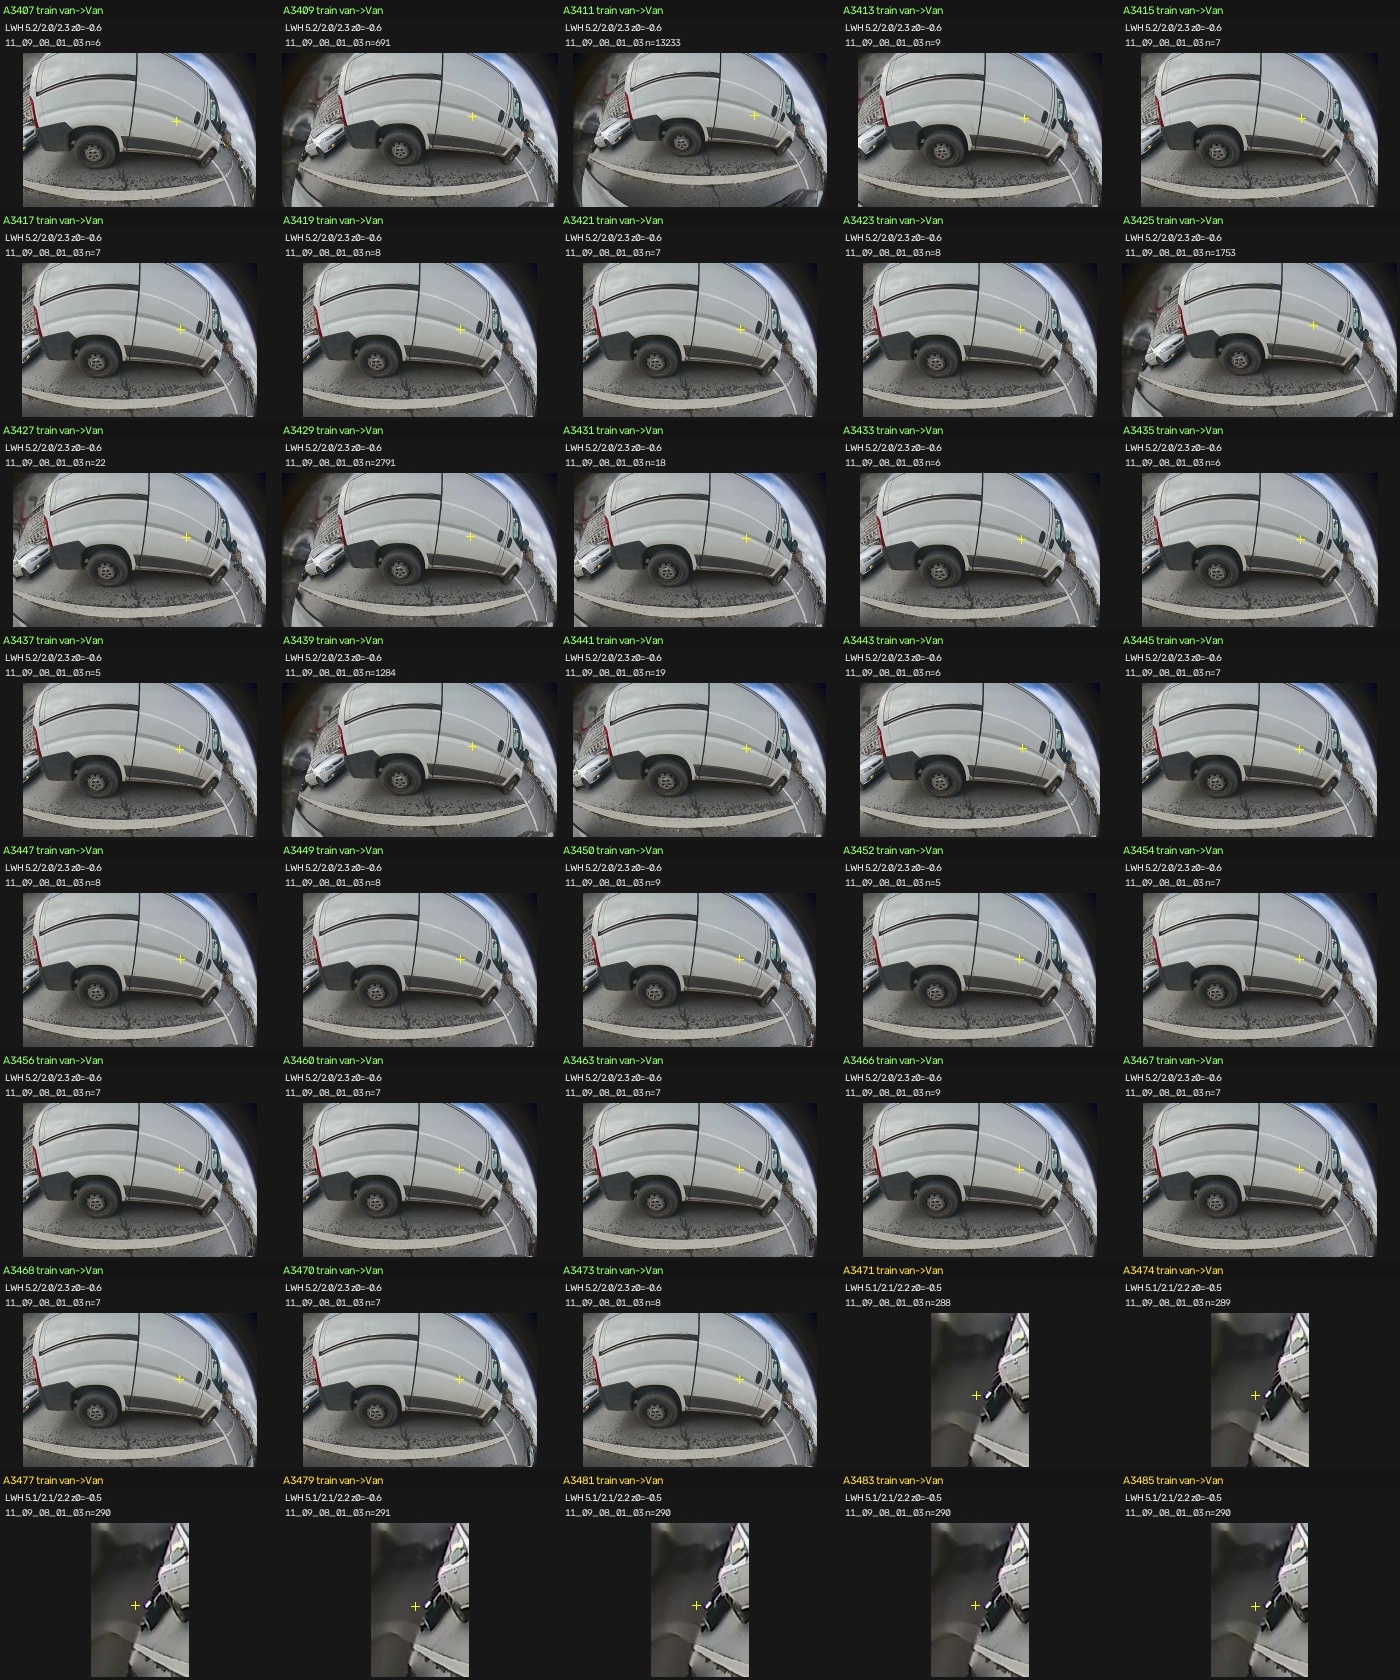 A3407 train van->Van
LWH 5.2/2.0/2.3 z0=-0.6
11_09_08_01_03 n=6
A3409 train van->Van
LWH 5.2/2.0/2.3 z0=-0.6
11_09_08_01_03 n=691
A3411 train van->Van
LWH 5.2/2.0/2.3 z0=-0.6
11_09_08_01_03 n=13233
A3413 train van->Van
LWH 5.2/2.0/2.3 z0=-0.6
11_09_08_01_03 n=9
A3415 train van->Van
LWH 5.2/2.0/2.3 z0=-0.6
11_09_08_01_03 n=7
A3417 train van->Van
LWH 5.2/2.0/2.3 z0=-0.6
11_09_08_01_03 n=7
A3419 train van->Van
LWH 5.2/2.0/2.3 z0=-0.6
11_09_08_01_03 n=8
A3421 train van->Van
LWH 5.2/2.0/2.3 z0=-0.6
11_09_08_01_03 n=7
A3423 train van->Van
LWH 5.2/2.0/2.3 z0=-0.6
11_09_08_01_03 n=8
A3425 train van->Van
LWH 5.2/2.0/2.3 z0=-0.6
11_09_08_01_03 n=1753
A3427 train van->Van
LWH 5.2/2.0/2.3 z0=-0.6
11_09_08_01_03 n=22
A3429 train van->Van
LWH 5.2/2.0/2.3 z0=-0.6
11_09_08_01_03 n=2791
A3431 train van->Van
LWH 5.2/2.0/2.3 z0=-0.6
11_09_08_01_03 n=18
A3433 train van->Van
LWH 5.2/2.0/2.3 z0=-0.6
11_09_08_01_03 n=6
A3435 train van->Van
LWH 5.2/2.0/2.3 z0=-0.6
11_09_08_01_03 n=6
A3437 train van->Van
LWH 5.2/2.0/2.3 z0=-0.6
11_09_08_01_03 n=5
A3439 train van->Van
LWH 5.2/2.0/2.3 z0=-0.6
11_09_08_01_03 n=1284
A3441 train van->Van
LWH 5.2/2.0/2.3 z0=-0.6
11_09_08_01_03 n=19
A3443 train van->Van
LWH 5.2/2.0/2.3 z0=-0.6
11_09_08_01_03 n=6
A3445 train van->Van
LWH 5.2/2.0/2.3 z0=-0.6
11_09_08_01_03 n=7
A3447 train van->Van
LWH 5.2/2.0/2.3 z0=-0.6
11_09_08_01_03 n=8
A3449 train van->Van
LWH 5.2/2.0/2.3 z0=-0.6
11_09_08_01_03 n=8
A3450 train van->Van
LWH 5.2/2.0/2.3 z0=-0.6
11_09_08_01_03 n=9
A3452 train van->Van
LWH 5.2/2.0/2.3 z0=-0.6
11_09_08_01_03 n=5
A3454 train van->Van
LWH 5.2/2.0/2.3 z0=-0.6
11_09_08_01_03 n=7
A3456 train van->Van
LWH 5.2/2.0/2.3 z0=-0.6
11_09_08_01_03 n=7
A3460 train van->Van
LWH 5.2/2.0/2.3 z0=-0.6
11_09_08_01_03 n=7
A3463 train van->Van
LWH 5.2/2.0/2.3 z0=-0.6
11_09_08_01_03 n=7
A3466 train van->Van
LWH 5.2/2.0/2.3 z0=-0.6
11_09_08_01_03 n=9
A3467 train van->Van
LWH 5.2/2.0/2.3 z0=-0.6
11_09_08_01_03 n=7
A3468 train van->Van
LWH 5.2/2.0/2.3 z0=-0.6
11_09_08_01_03 n=7
A3470 train van->Van
LWH 5.2/2.0/2.3 z0=-0.6
11_09_08_01_03 n=7
A3473 train van->Van
LWH 5.2/2.0/2.3 z0=-0.6
11_09_08_01_03 n=8
A3471 train van->Van
LWH 5.1/2.1/2.2 z0=-0.5
11_09_08_01_03 n=288
A3474 train van->Van
LWH 5.1/2.1/2.2 z0=-0.5
11_09_08_01_03 n=289
A3477 train van->Van
LWH 5.1/2.1/2.2 z0=-0.5
11_09_08_01_03 n=290
A3479 train van->Van
LWH 5.1/2.1/2.2 z0=-0.6
11_09_08_01_03 n=291
A3481 train van->Van
LWH 5.1/2.1/2.2 z0=-0.5
11_09_08_01_03 n=290
A3483 train van->Van
LWH 5.1/2.1/2.2 z0=-0.5
11_09_08_01_03 n=290
A3485 train van->Van
LWH 5.1/2.1/2.2 z0=-0.5
11_09_08_01_03 n=290